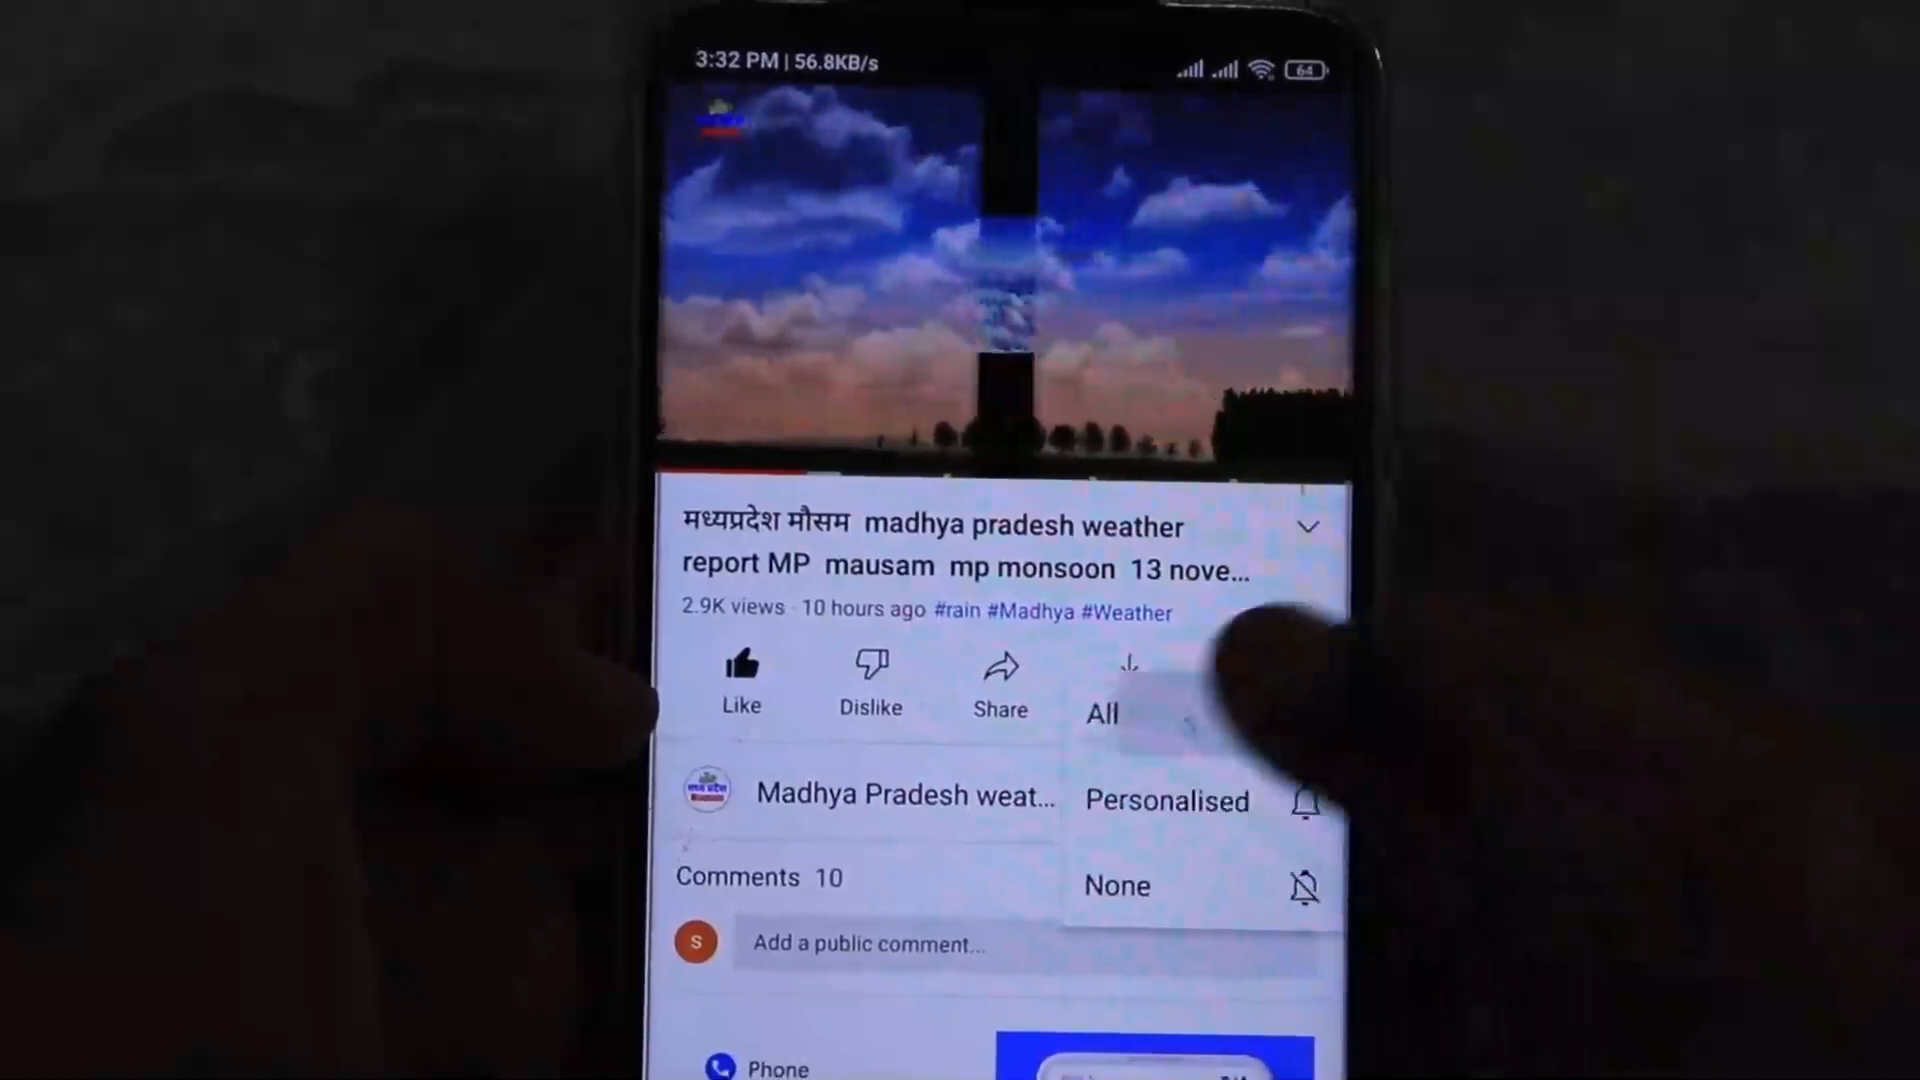 3:32 PM | 56.8KB/s
64
मध्यप्रदेश मौसम madhya pradesh weather
report MP mausam mp monsoon 13 nove...
2.9K views · 10 hours ago #rain #Madhya #Weather
Like
Dislike
Share
All
Madhya Pradesh weat...
Personalised
Comments 10
None
S
Add a public comment...
Phone